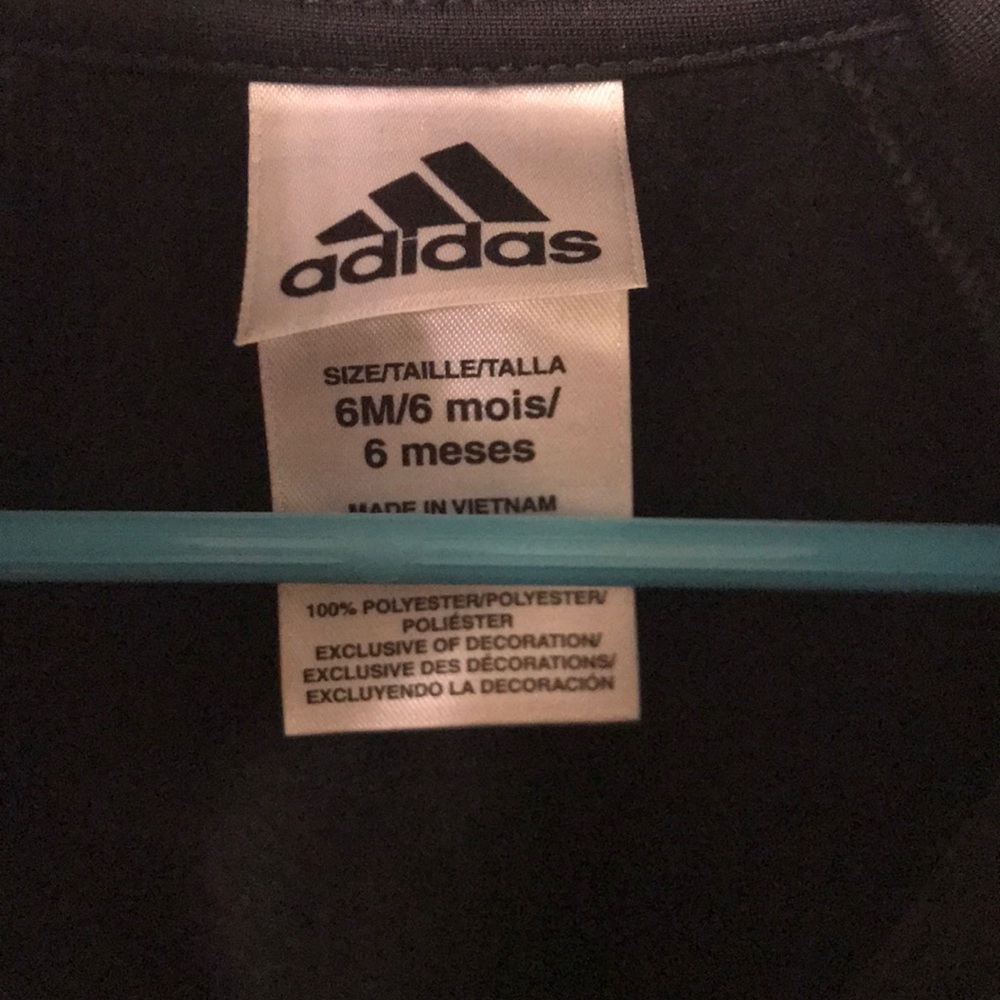 adidas
SIZE/TAILLE/TALLA
6M/6 mois/
6 meses
MADE IN VIETNAM
100% POLYESTER/POLYESTER/
POLIÉSTER
EXCLUSIVE OF DECORATION/
EXCLUSIVE DES DÉCORATIONS/
EXCLUYENDO LA DECORACIÓN